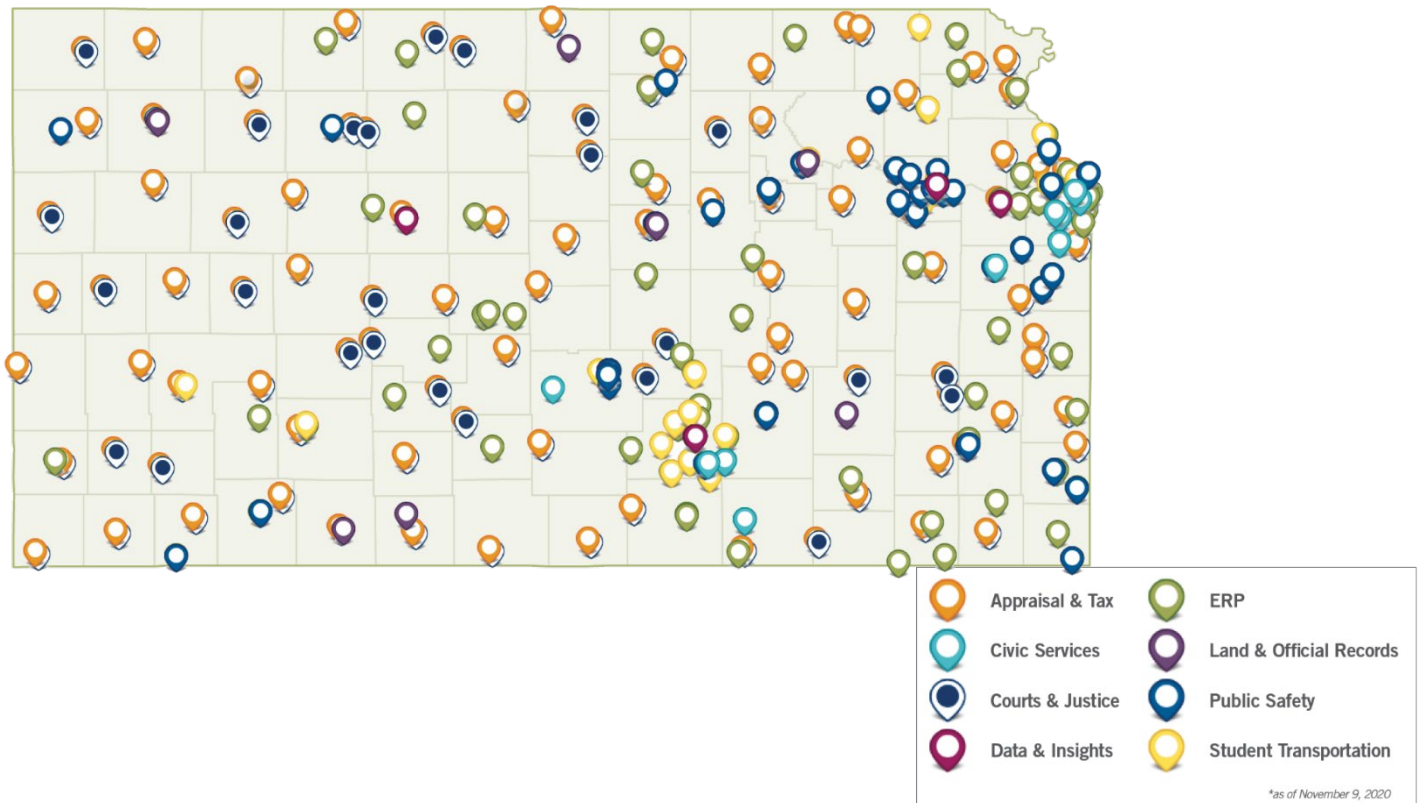 Appraisal & Tax
ERP
Civic Services
Land & Official Records
Courts & Justice
Public Safety
Data & Insights
Student Transportation
*as of November 9, 2020